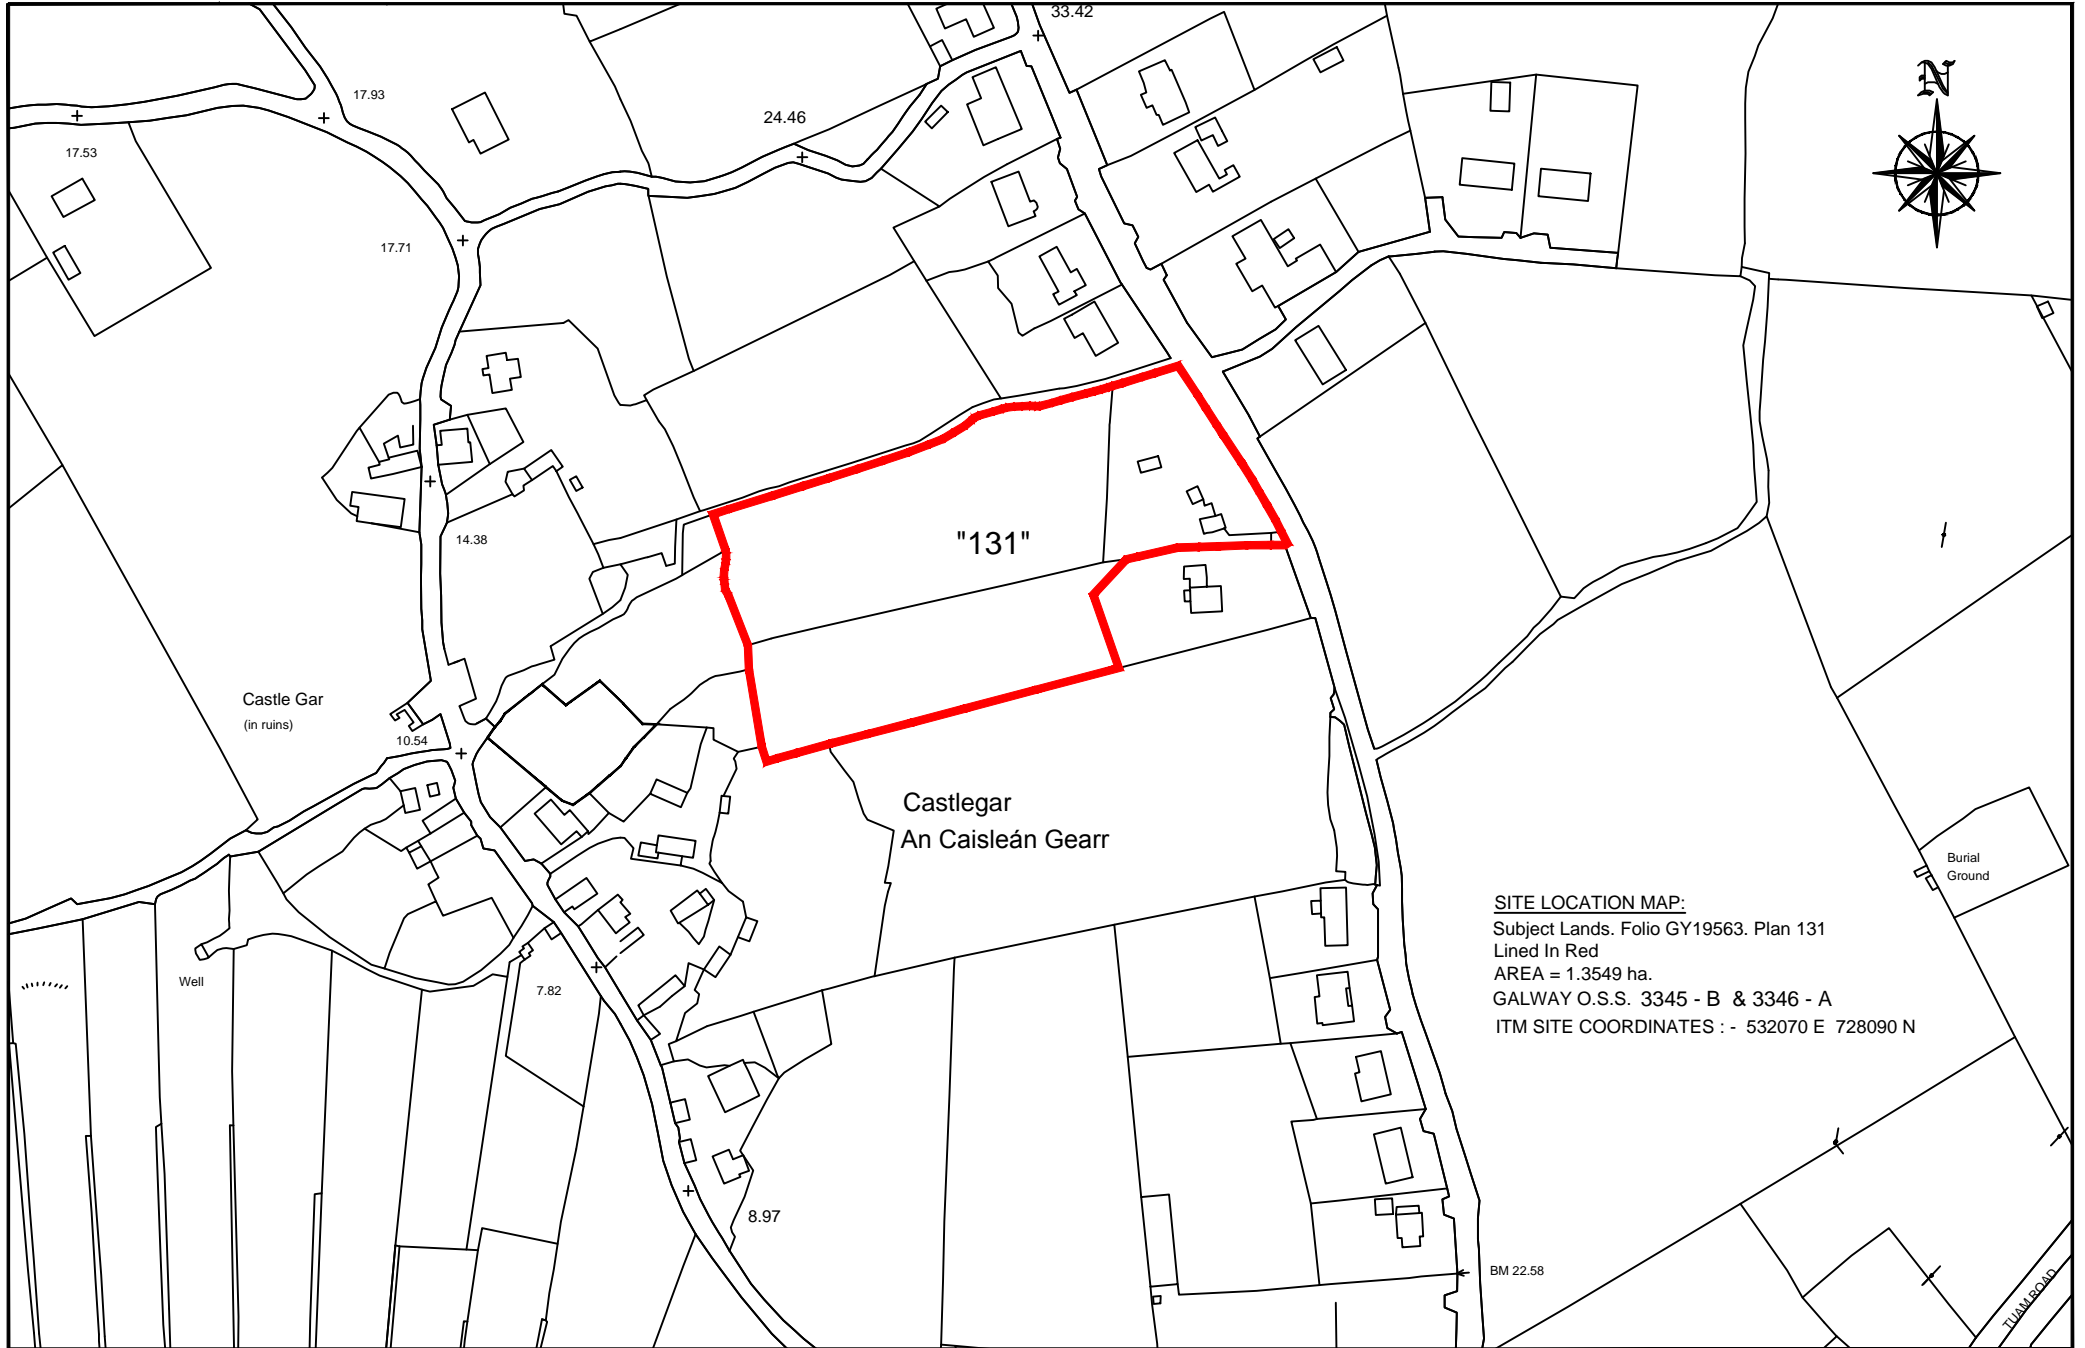 33.42
N
17.93
24.46
17.53
17.71
"131"
14.38
Castle Gar
(in ruins)
10.54
Castlegar
An Caisleán Gearr
Burial
Ground
SITE LOCATION MAP:
Subject Lands. Folio GY19563. Plan 131
Lined In Red
AREA = 1.3549 ha.
GALWAY O.S.S. 3345 - B & 3346 - A
ITM SITE COORDINATES : - 532070 E 728090 N
Well
7.82
8.97
BM 22.58
TUAM ROAD